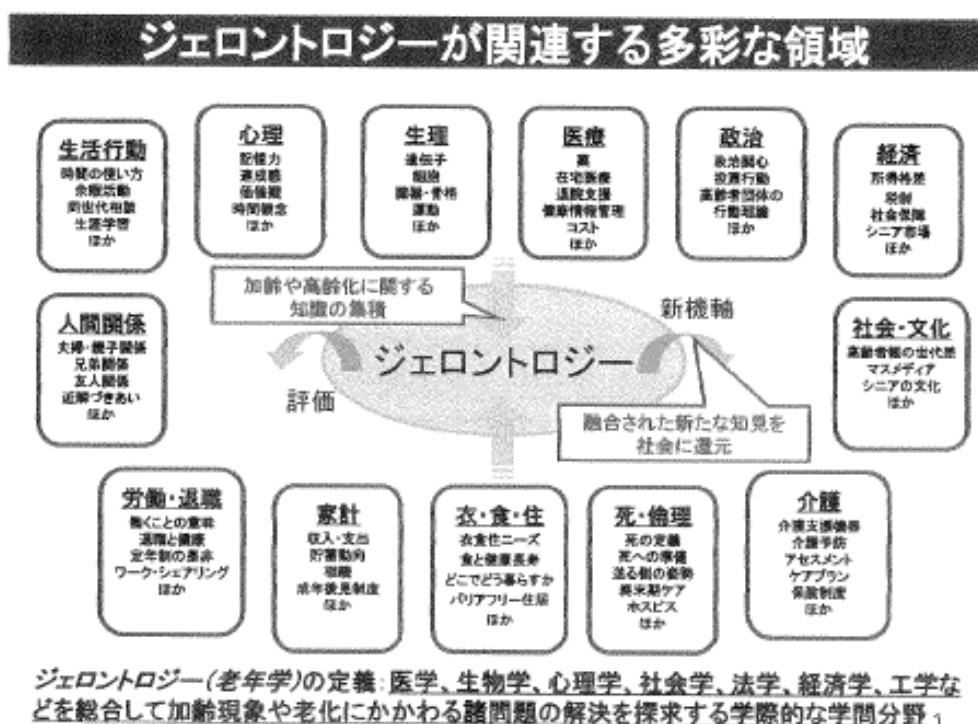 ジェロントロジーが関連する多彩な領域
生活行動
時間の使い方
余暇活動
同世代相談
生涯学習
ほか
心理
記憶力
達成感
価値観
時間観念
ほか
生理
遺伝子
細胞
臓器・骨格
運動
ほか
医療
薬
在宅医療
退院支援
健康情報管理
コスト
ほか
政治
政治関心
投票行動
高齢者団体の
行動理論
ほか
経済
所得格差
税制
社会保障
シニア市場
ほか
人間関係
夫婦・親子関係
兄弟関係
友人関係
近隣づきあい
ほか
加齢や高齢化に関する
知識の集積
評価
ジェロントロジー
新機軸
融合された新たな知見を
社会に還元
社会・文化
高齢者観の世代差
マスメディア
シニアの文化
ほか
労働・退職
働くことの意味
退職と健康
定年制の是非
ワーク・シェアリング
ほか
家計
収入・支出
貯蓄動向
相続
成年後見制度
ほか
衣・食・住
衣食住ニーズ
食と健康長寿
どこでどう暮らすか
バリアフリー住居
ほか
死・倫理
死の定義
死への準備
送る側の姿勢
終末期ケア
ホスピス
ほか
介護
介護支援機器
介護予防
アセスメント
ケアプラン
保険制度
ほか
ジェロントロジー(老年学)の定義:医学、生物学、心理学、社会学、法学、経済学、工学な
どを総合して加齢現象や老化にかかわる諸問題の解決を探求する学際的な学問分野 1